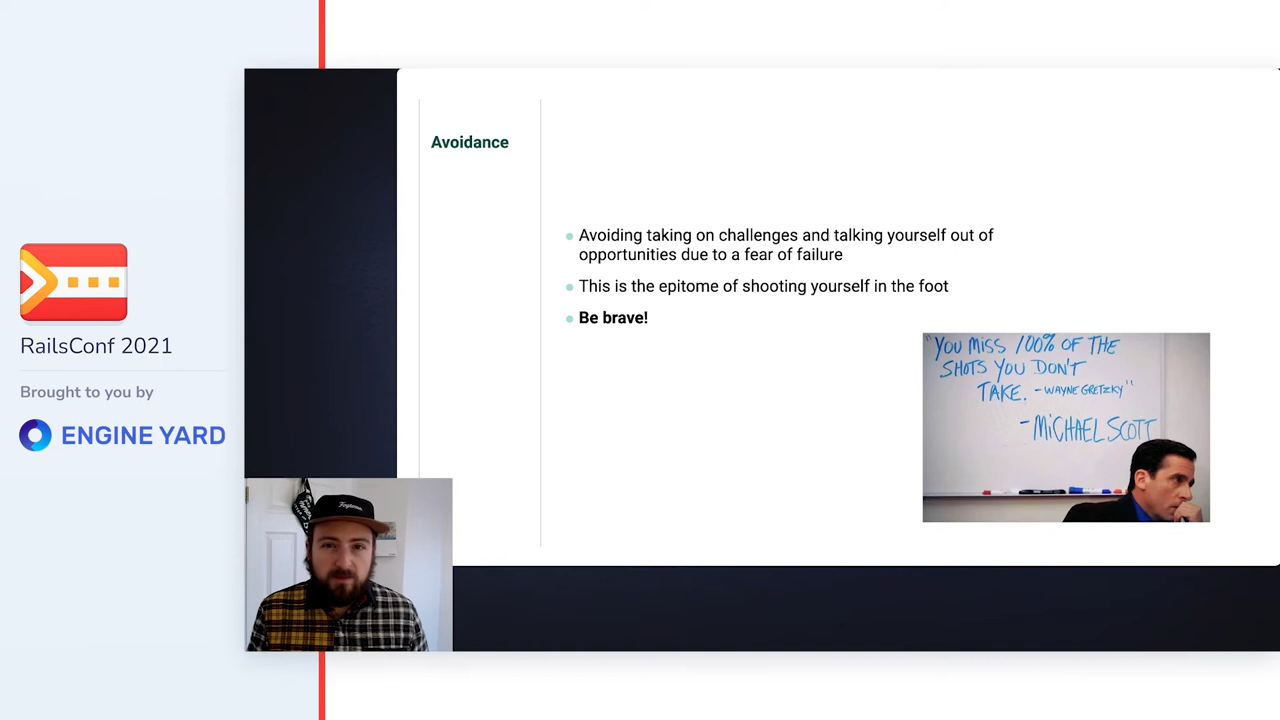 RailsConf 2021
Brought to you by
ENGINE YARD
Avoidance
Avoiding taking on challenges and talking yourself out of
opportunities due to a fear of failure
This is the epitome of shooting yourself in the foot
Be brave!
"YOU MISS 100% OF THE
SHOTS YOU DON'T
TAKE. -WAYNE GRETZKY"
-MICHAEL SCOTT